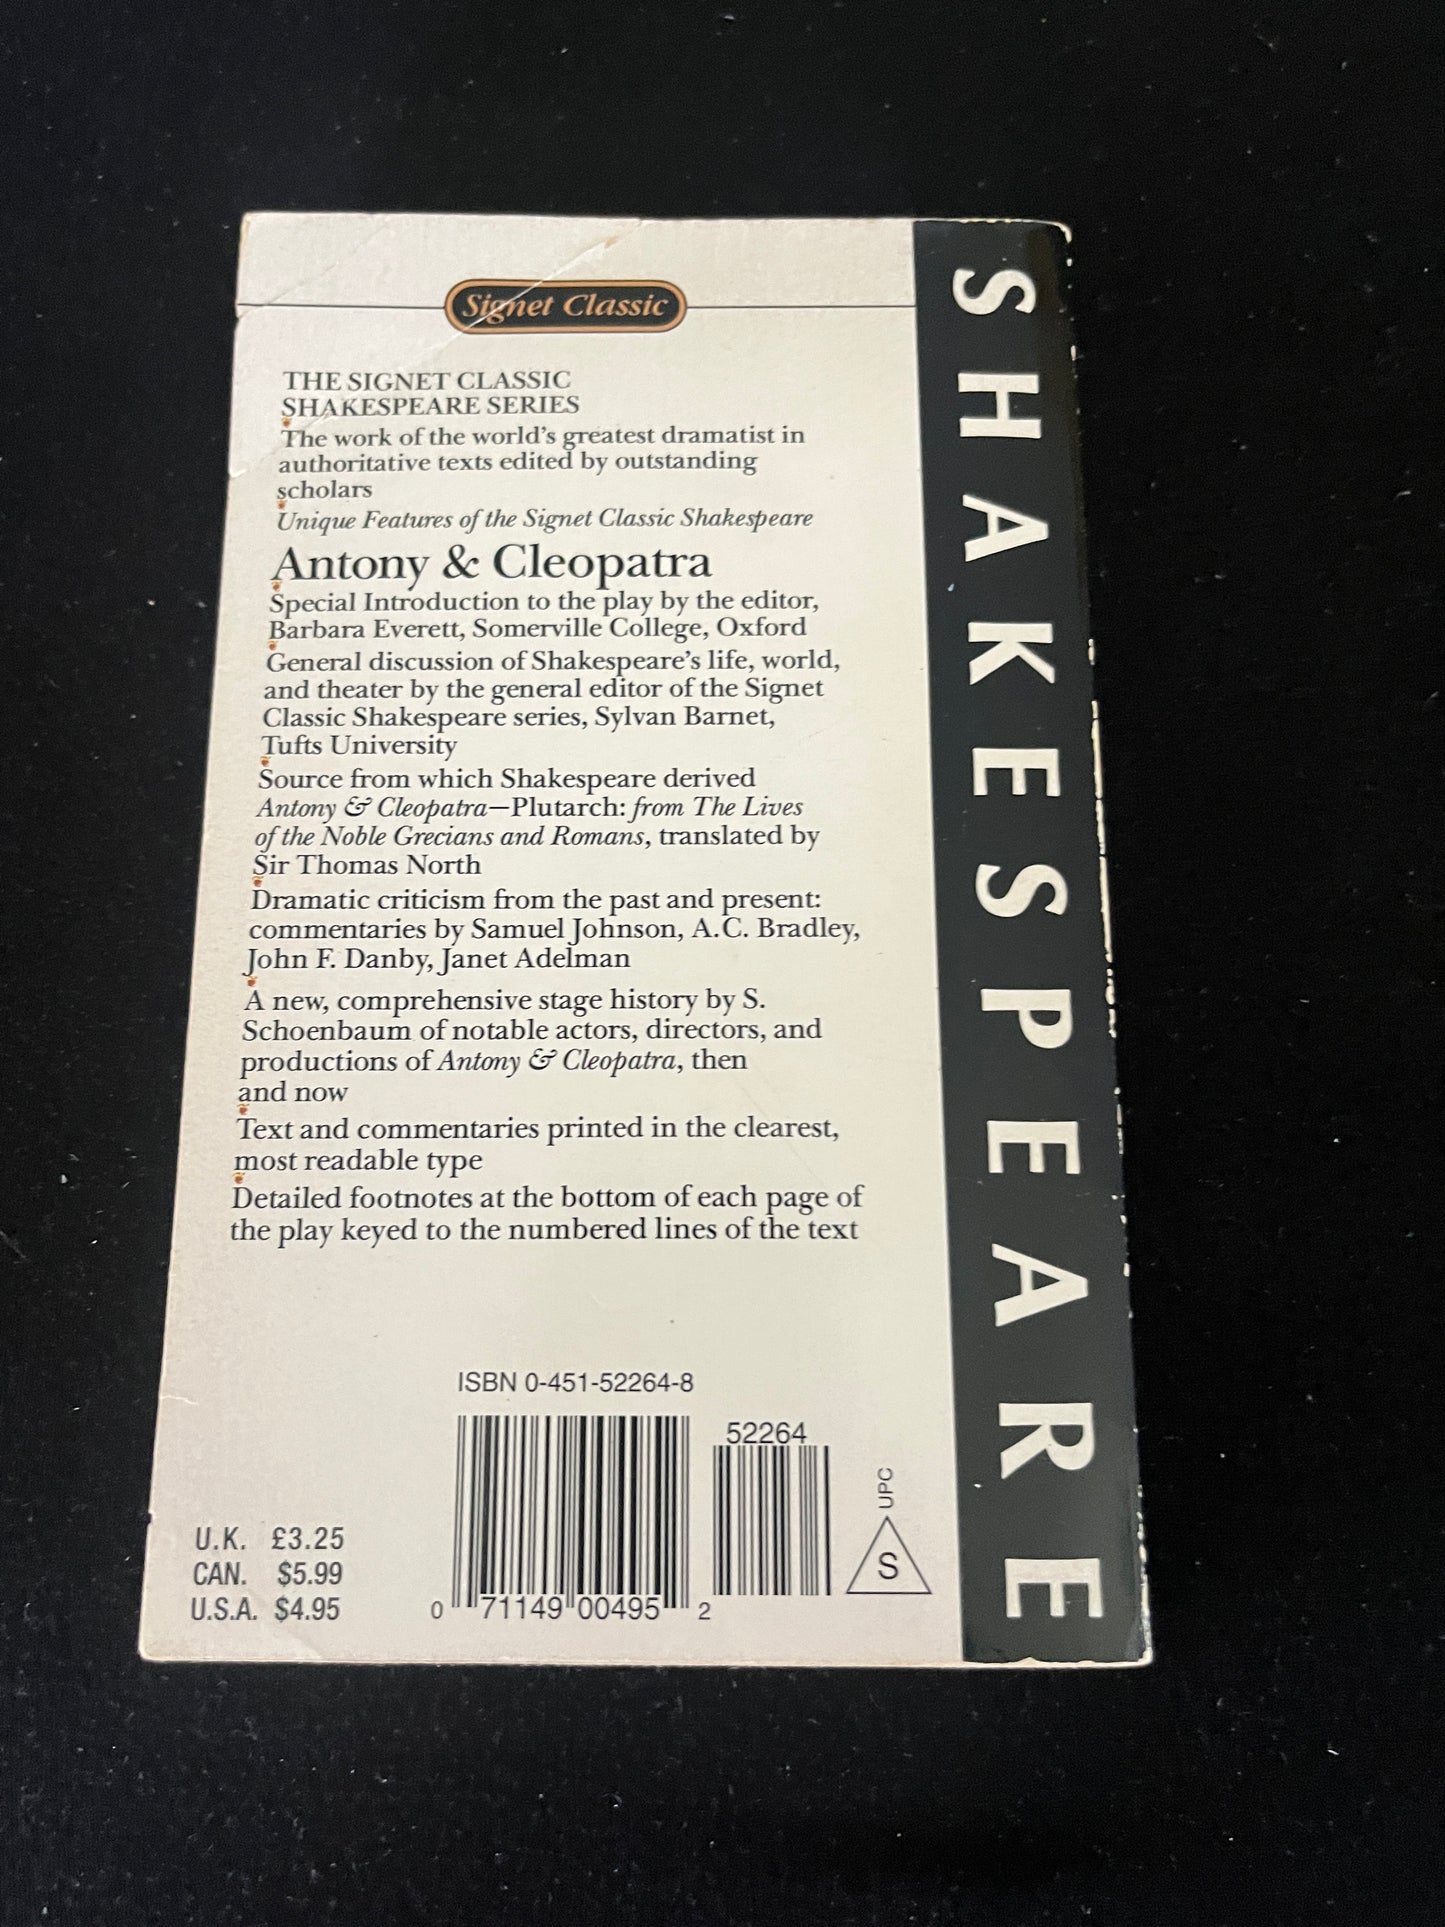 Signet Classic
THE SIGNET CLASSIC
SHAKESPEARE SERIES
The work of the world's greatest dramatist in
authoritative texts edited by outstanding
scholars
Unique Features of the Signet Classic Shakespeare
Antony & Cleopatra
Special Introduction to the play by the editor,
Barbara Everett, Somerville College, Oxford
General discussion of Shakespeare's life, world,
and theater by the general editor of the Signet
Classic Shakespeare series, Sylvan Barnet,
Tufts University
Source from which Shakespeare derived
Antony & Cleopatra—Plutarch: from The Lives
of the Noble Grecians and Romans, translated by
Sir Thomas North
Dramatic criticism from the past and present:
commentaries by Samuel Johnson, A.C. Bradley,
John F. Danby, Janet Adelman
A new, comprehensive stage history by S.
Schoenbaum of notable actors, directors, and
productions of Antony & Cleopatra, then
and now
Text and commentaries printed in the clearest,
most readable type
Detailed footnotes at the bottom of each page of
the play keyed to the numbered lines of the text
ISBN 0-451-52264-8
52264
UPC
S
U.K. £3.25
CAN. $5.99
U.S.A. $4.95
0 71149 00495 2
SHAKESPEARE